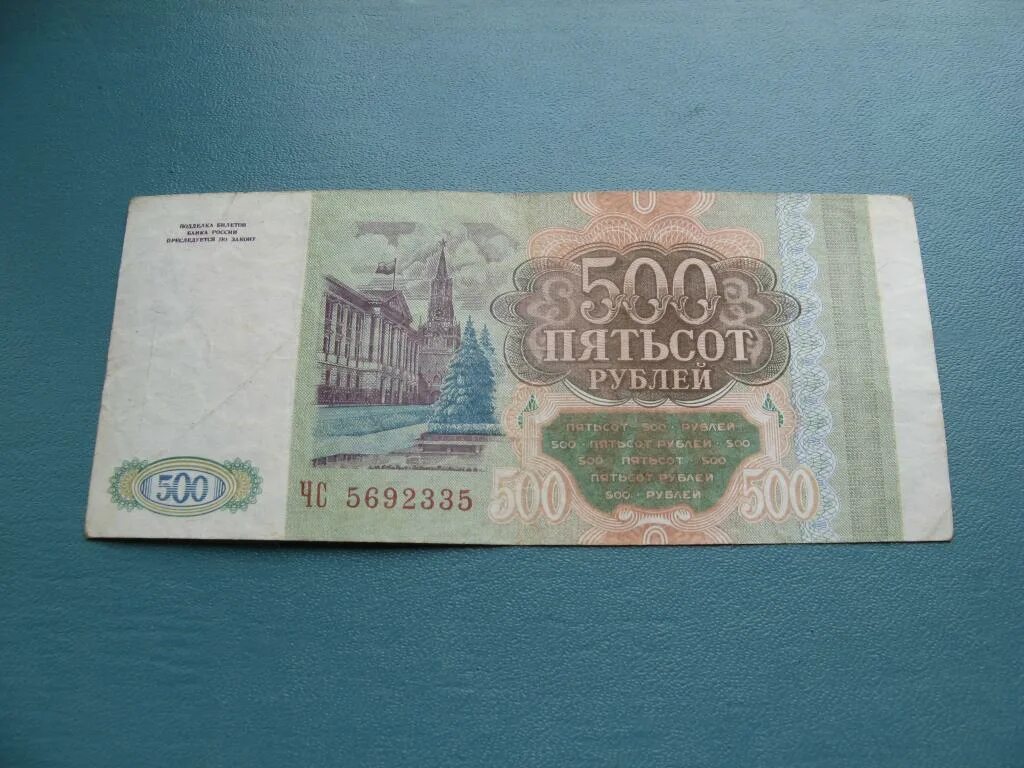 ПОДДЕЛКА БИЛЕТОВ
БАНКА РОССИИ
ПРЕСЛЕДУЕТСЯ ПО ЗАКОНУ
500
ПЯТЬСОТ
РУБЛЕЙ
ПЯТЬСОТ · 500 · РУБЛЕЙ
500 · ПЯТЬСОТ РУБЛЕЙ · 500
500 · ПЯТЬСОТ · 500
ПЯТЬСОТ РУБЛЕЙ
500 · РУБЛЕЙ
500
ЧС 5692335
500
500